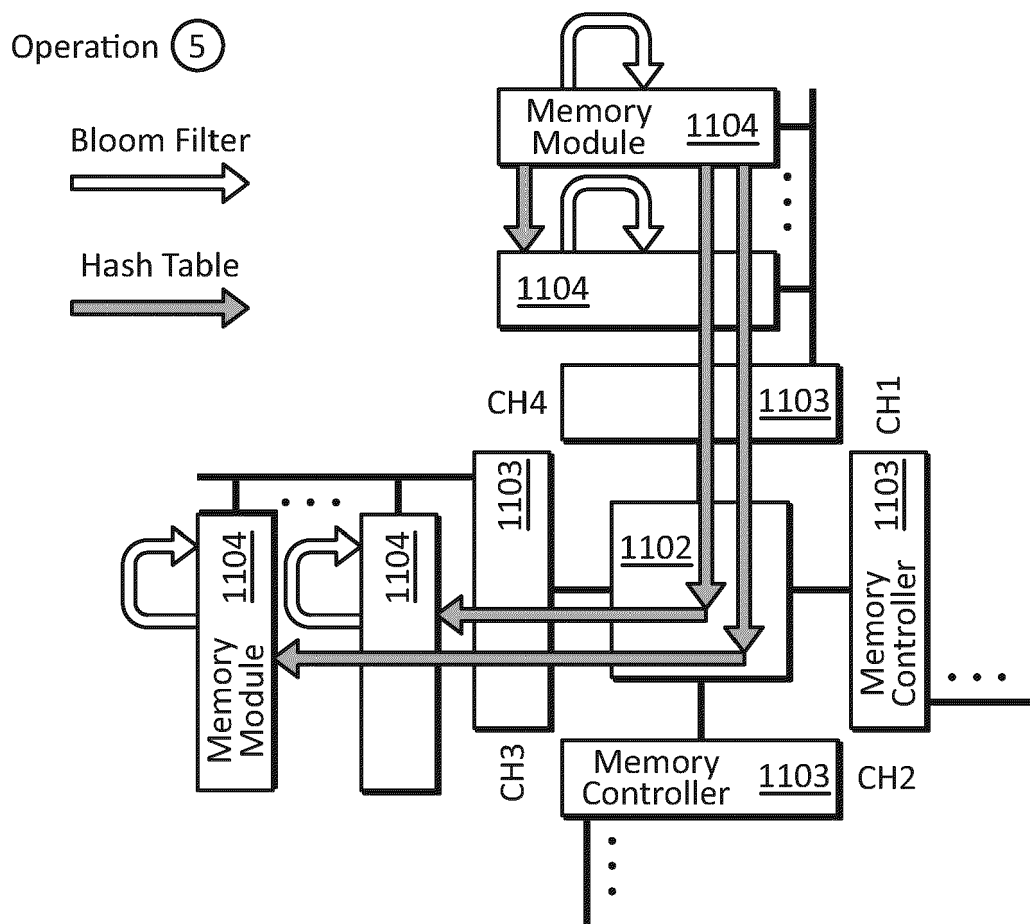 Operation 5
Bloom Filter
Hash Table
Memory
Module
1104
1104
CH4
1103
CH1
1103
1103
1104
1104
1102
Memory
Module
Memory
Controller
CH3
Memory
Controller
1103
CH2